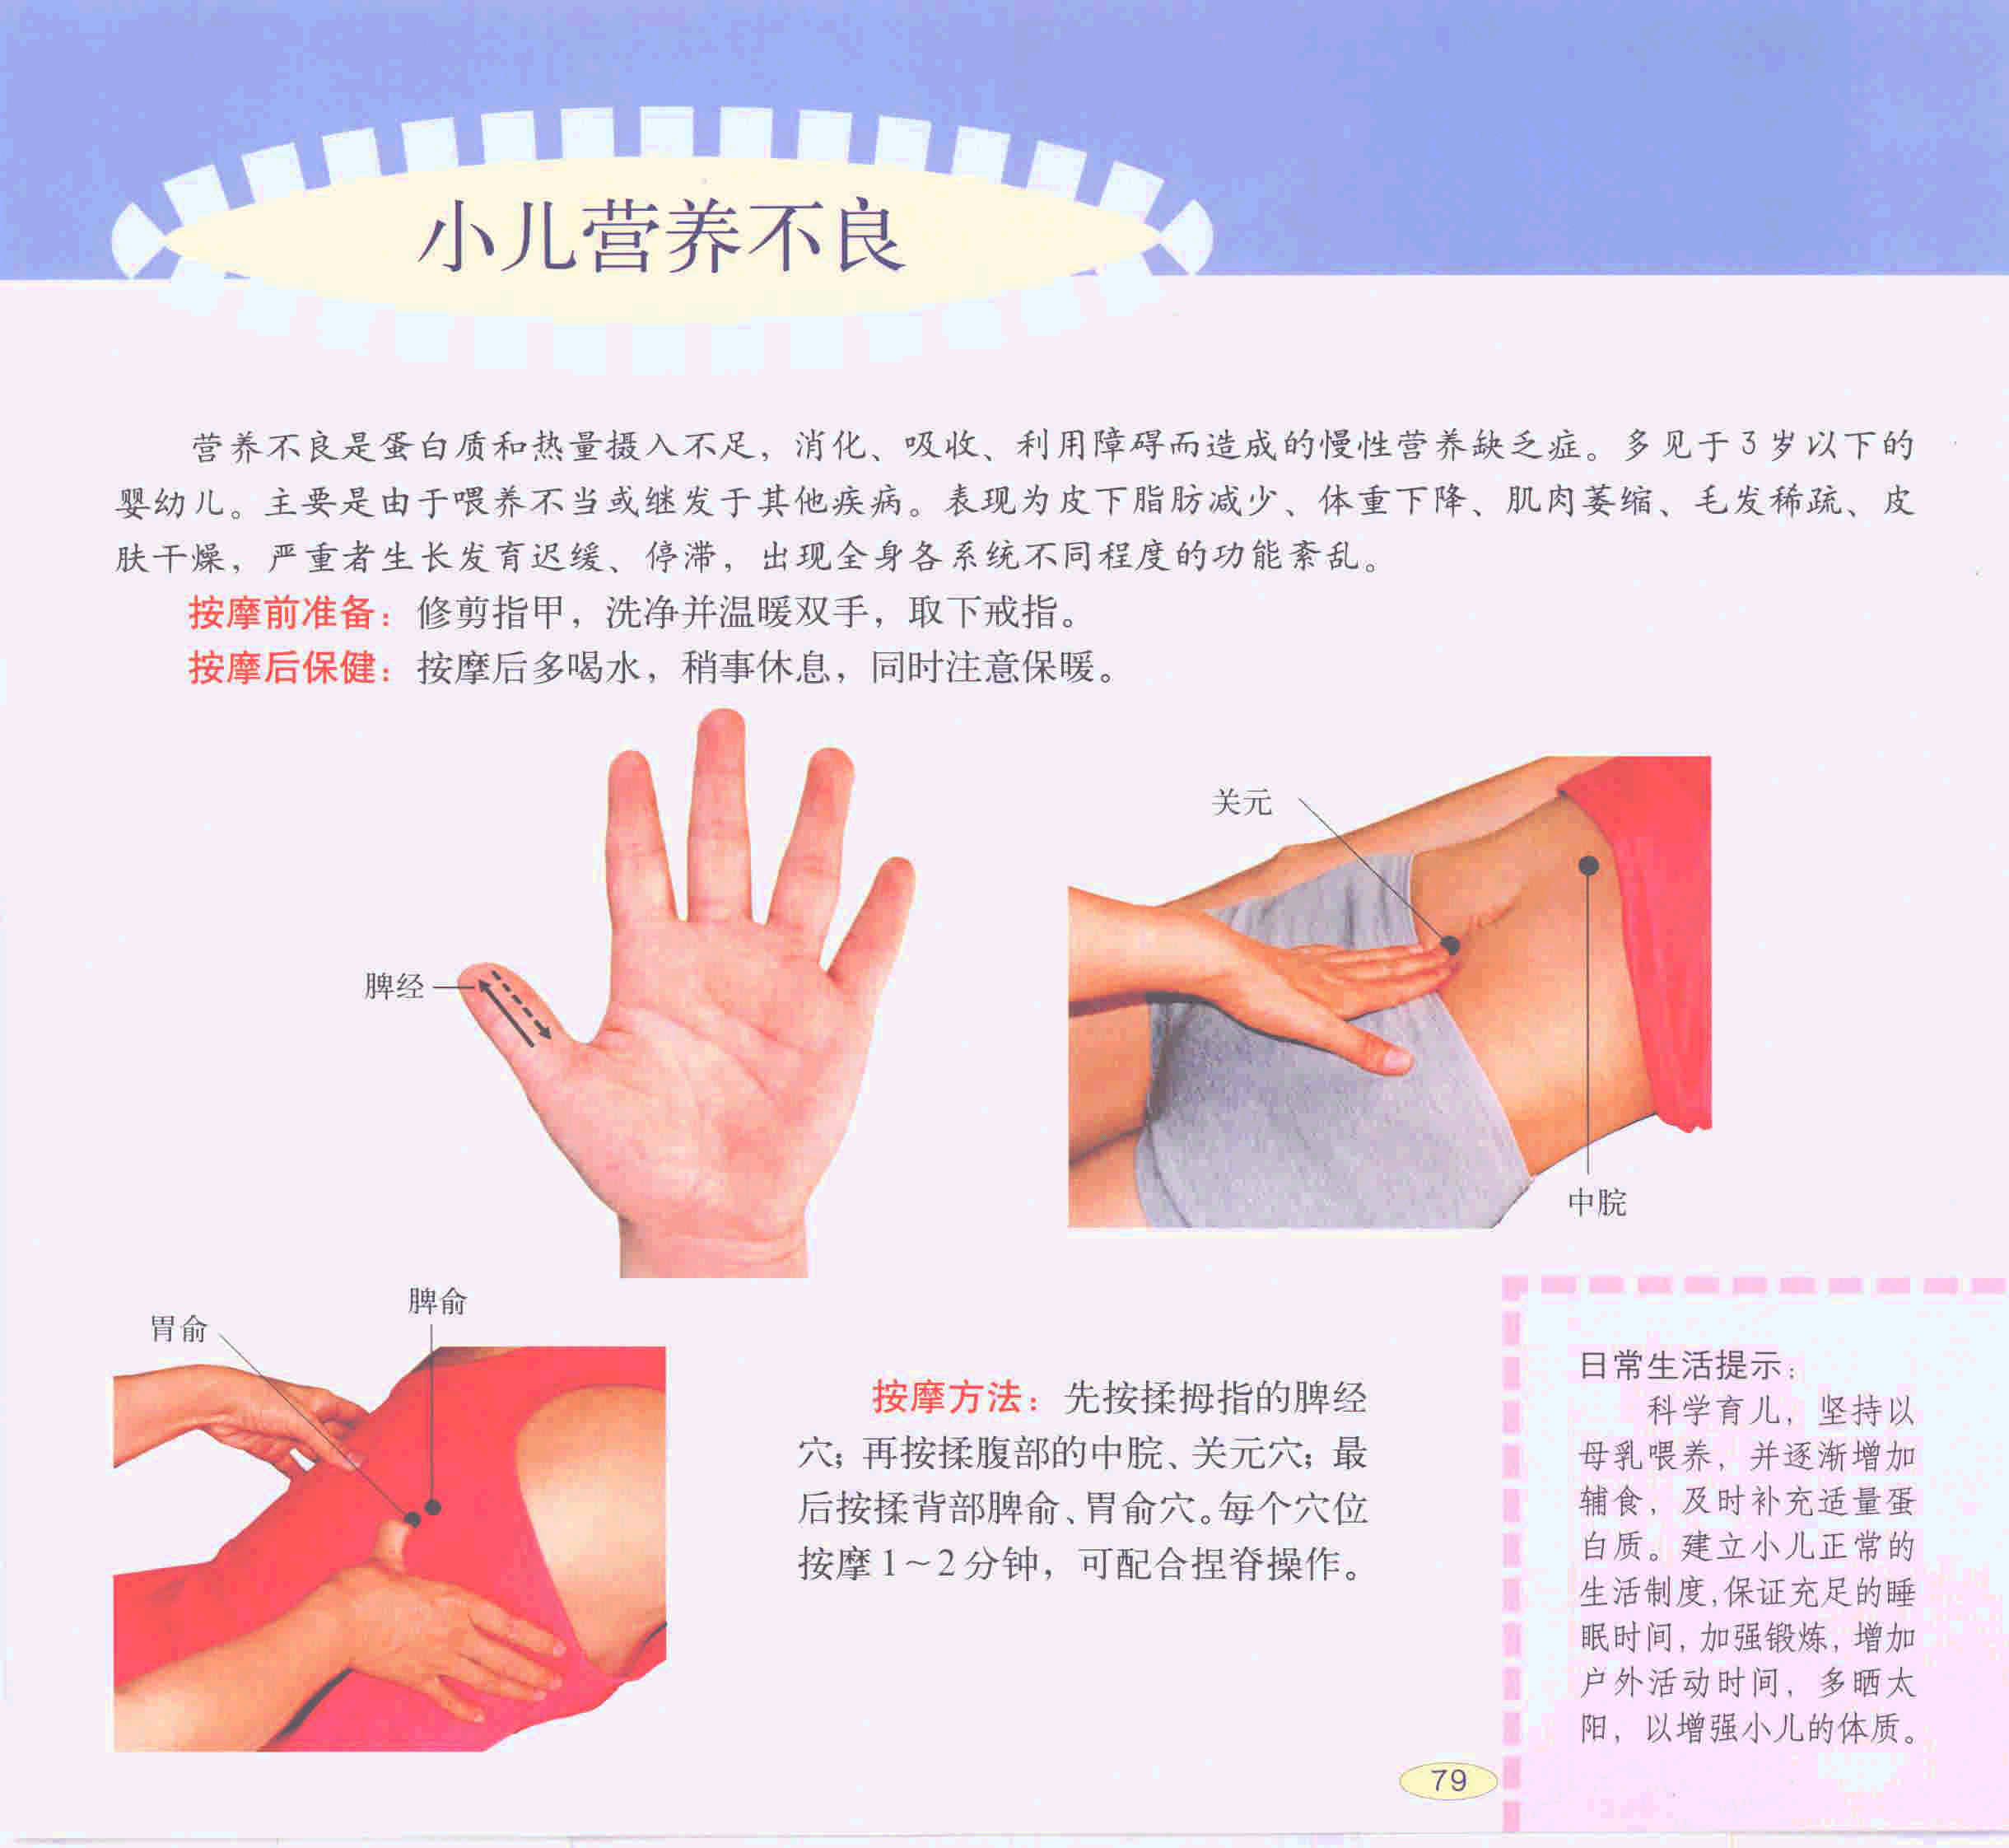 小儿营养不良
营养不良是蛋白质和热量摄入不足，消化、吸收、利用障碍而造成的慢性营养缺乏症。多见于3岁以下的
婴幼儿。主要是由于喂养不当或继发于其他疾病。表现为皮下脂肪减少、体重下降、肌肉萎缩、毛发稀疏、皮
肤干燥，严重者生长发育迟缓、停滞，出现全身各系统不同程度的功能紊乱。
按摩前准备：修剪指甲，洗净并温暖双手，取下戒指。
按摩后保健：按摩后多喝水，稍事休息，同时注意保暖。
脾经
关元
中脘
胃俞
脾俞
按摩方法：先按揉拇指的脾经
穴；再按揉腹部的中脘、关元穴；最
后按揉背部脾俞、胃俞穴。每个穴位
按摩1～2分钟，可配合捏脊操作。
日常生活提示：
科学育儿，坚持以
母乳喂养，并逐渐增加
辅食，及时补充适量蛋
白质。建立小儿正常的
生活制度，保证充足的睡
眠时间，加强锻炼，增加
户外活动时间，多晒太
阳，以增强小儿的体质。
79